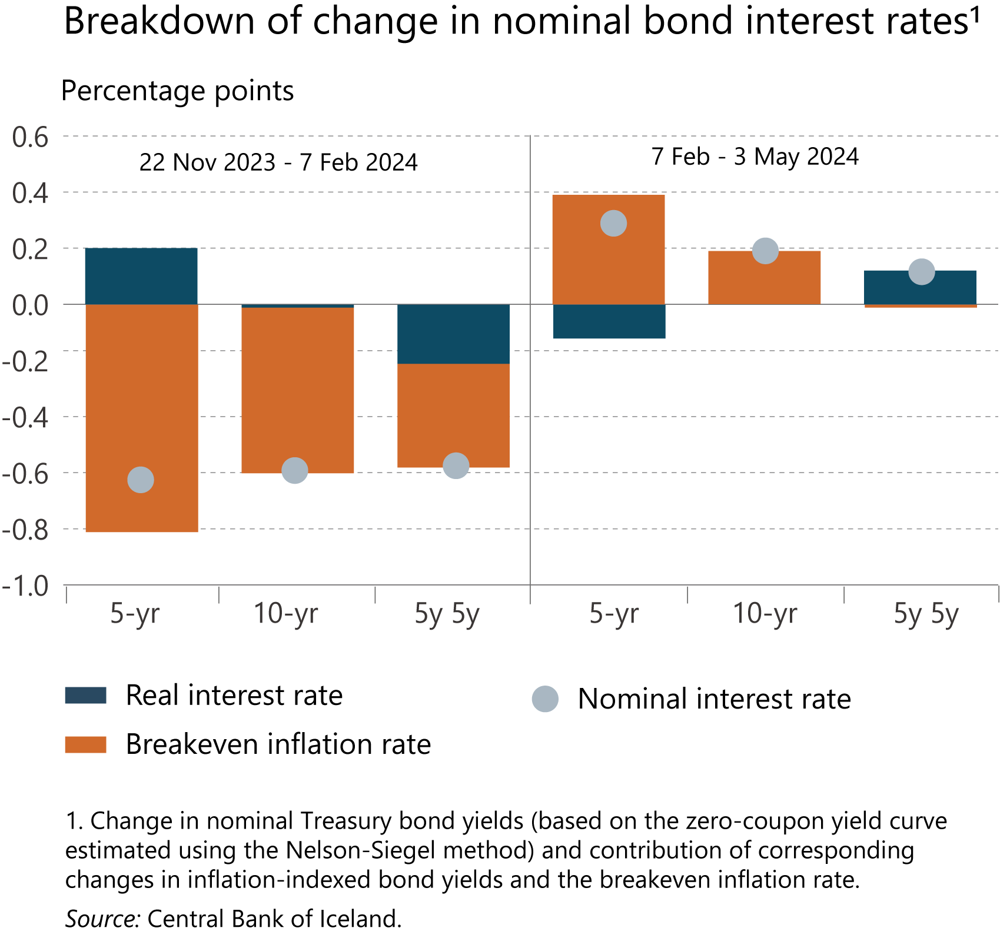 Breakdown of change in nominal bond interest rates¹
Percentage points
0.6
22 Nov 2023 - 7 Feb 2024
7 Feb - 3 May 2024
0.4
0.2
0.0
-0.2
-0.4
-0.6
-0.8
-1.0
5-yr 10-yr 5y 5y 5-yr 10-yr 5y 5y
Real interest rate
Nominal interest rate
Breakeven inflation rate
1. Change in nominal Treasury bond yields (based on the zero-coupon yield curve
estimated using the Nelson-Siegel method) and contribution of corresponding
changes in inflation-indexed bond yields and the breakeven inflation rate.
Source: Central Bank of Iceland.